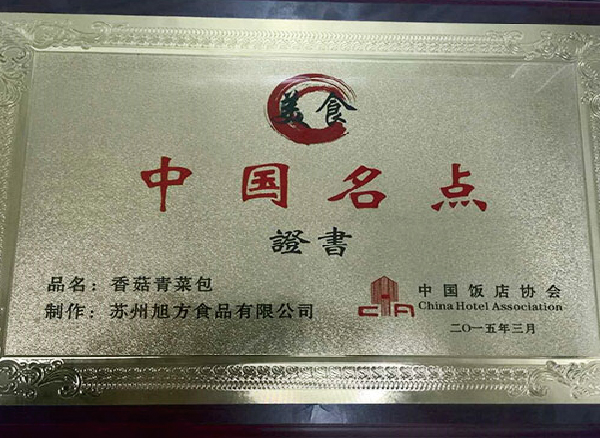 美食
中国名点
證書
品名：香菇青菜包
制作：苏州旭方食品有限公司
CHA
中国饭店协会
China Hotel Association
二〇一五年三月